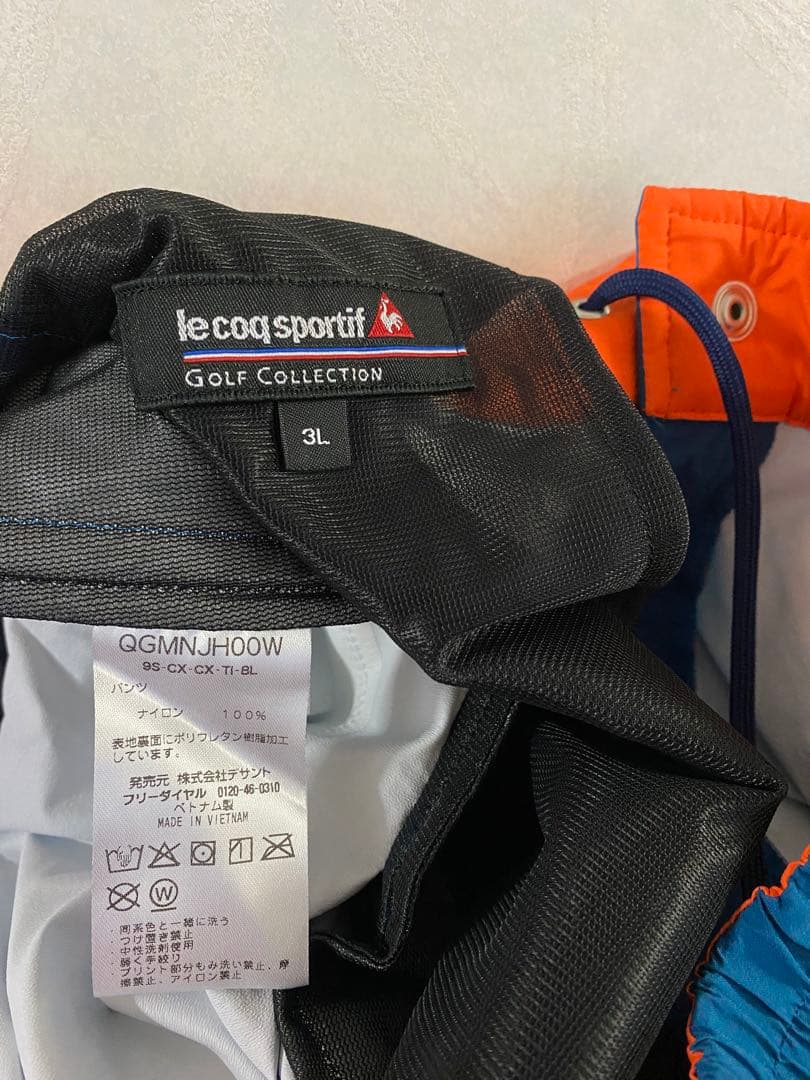 le coq sportif
GOLF COLLECTION
3L
QGMNJH00W
9S-CX-CX-TI-BL
パンツ
ナイロン 100%
表地裏面にポリウレタン樹脂加工
しています。
発売元 株式会社デサント
フリーダイヤル 0120-46-0310
ベトナム製
MADE IN VIETNAM
W
・同系色と一緒に洗う
・つけ置き禁止
・中性洗剤使用
・弱く手絞り
・プリント部分もみ洗い禁止、摩
擦禁止、アイロン禁止